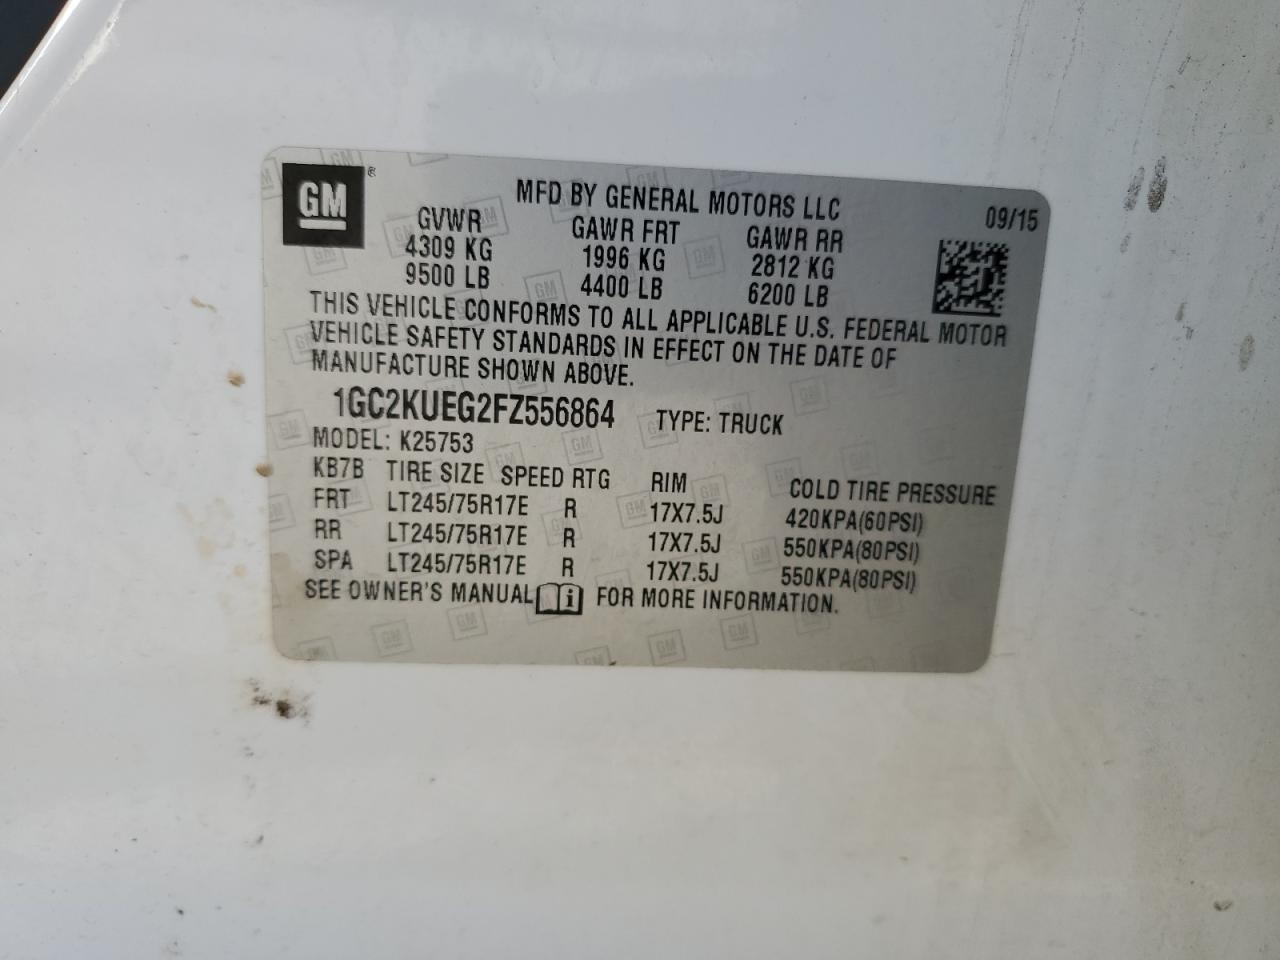 GM ®
MFD BY GENERAL MOTORS LLC 09/15
GVWR GAWR FRT GAWR RR
4309 KG 1996 KG 2812 KG
9500 LB 4400 LB 6200 LB
THIS VEHICLE CONFORMS TO ALL APPLICABLE U.S. FEDERAL MOTOR
VEHICLE SAFETY STANDARDS IN EFFECT ON THE DATE OF
MANUFACTURE SHOWN ABOVE.
1GC2KUEG2FZ556864 TYPE: TRUCK
MODEL: K25753
KB7B TIRE SIZE SPEED RTG RIM COLD TIRE PRESSURE
FRT LT245/75R17E R 17X7.5J 420KPA(60PSI)
RR LT245/75R17E R 17X7.5J 550KPA(80PSI)
SPA LT245/75R17E R 17X7.5J 550KPA(80PSI)
SEE OWNER'S MANUAL i FOR MORE INFORMATION.